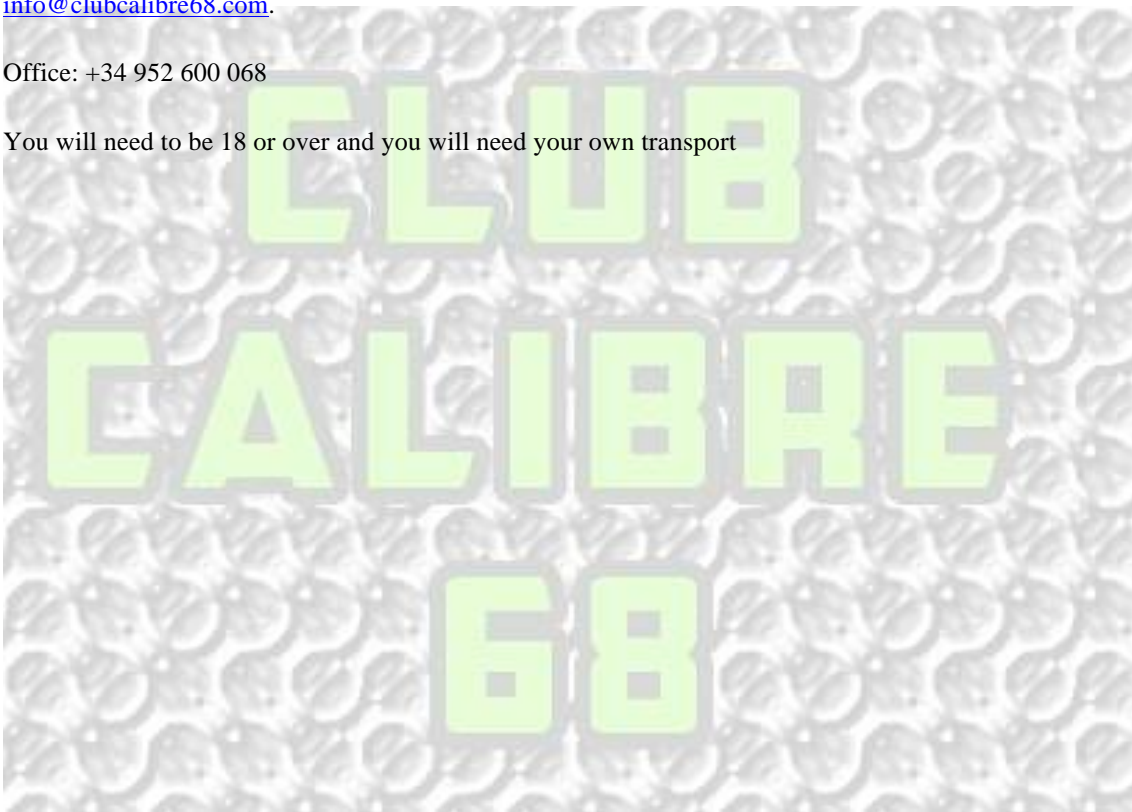 info@clubcalibre68.com.
Office: +34 952 600 068
You will need to be 18 or over and you will need your own transport
CLUB
CALIBRE
68